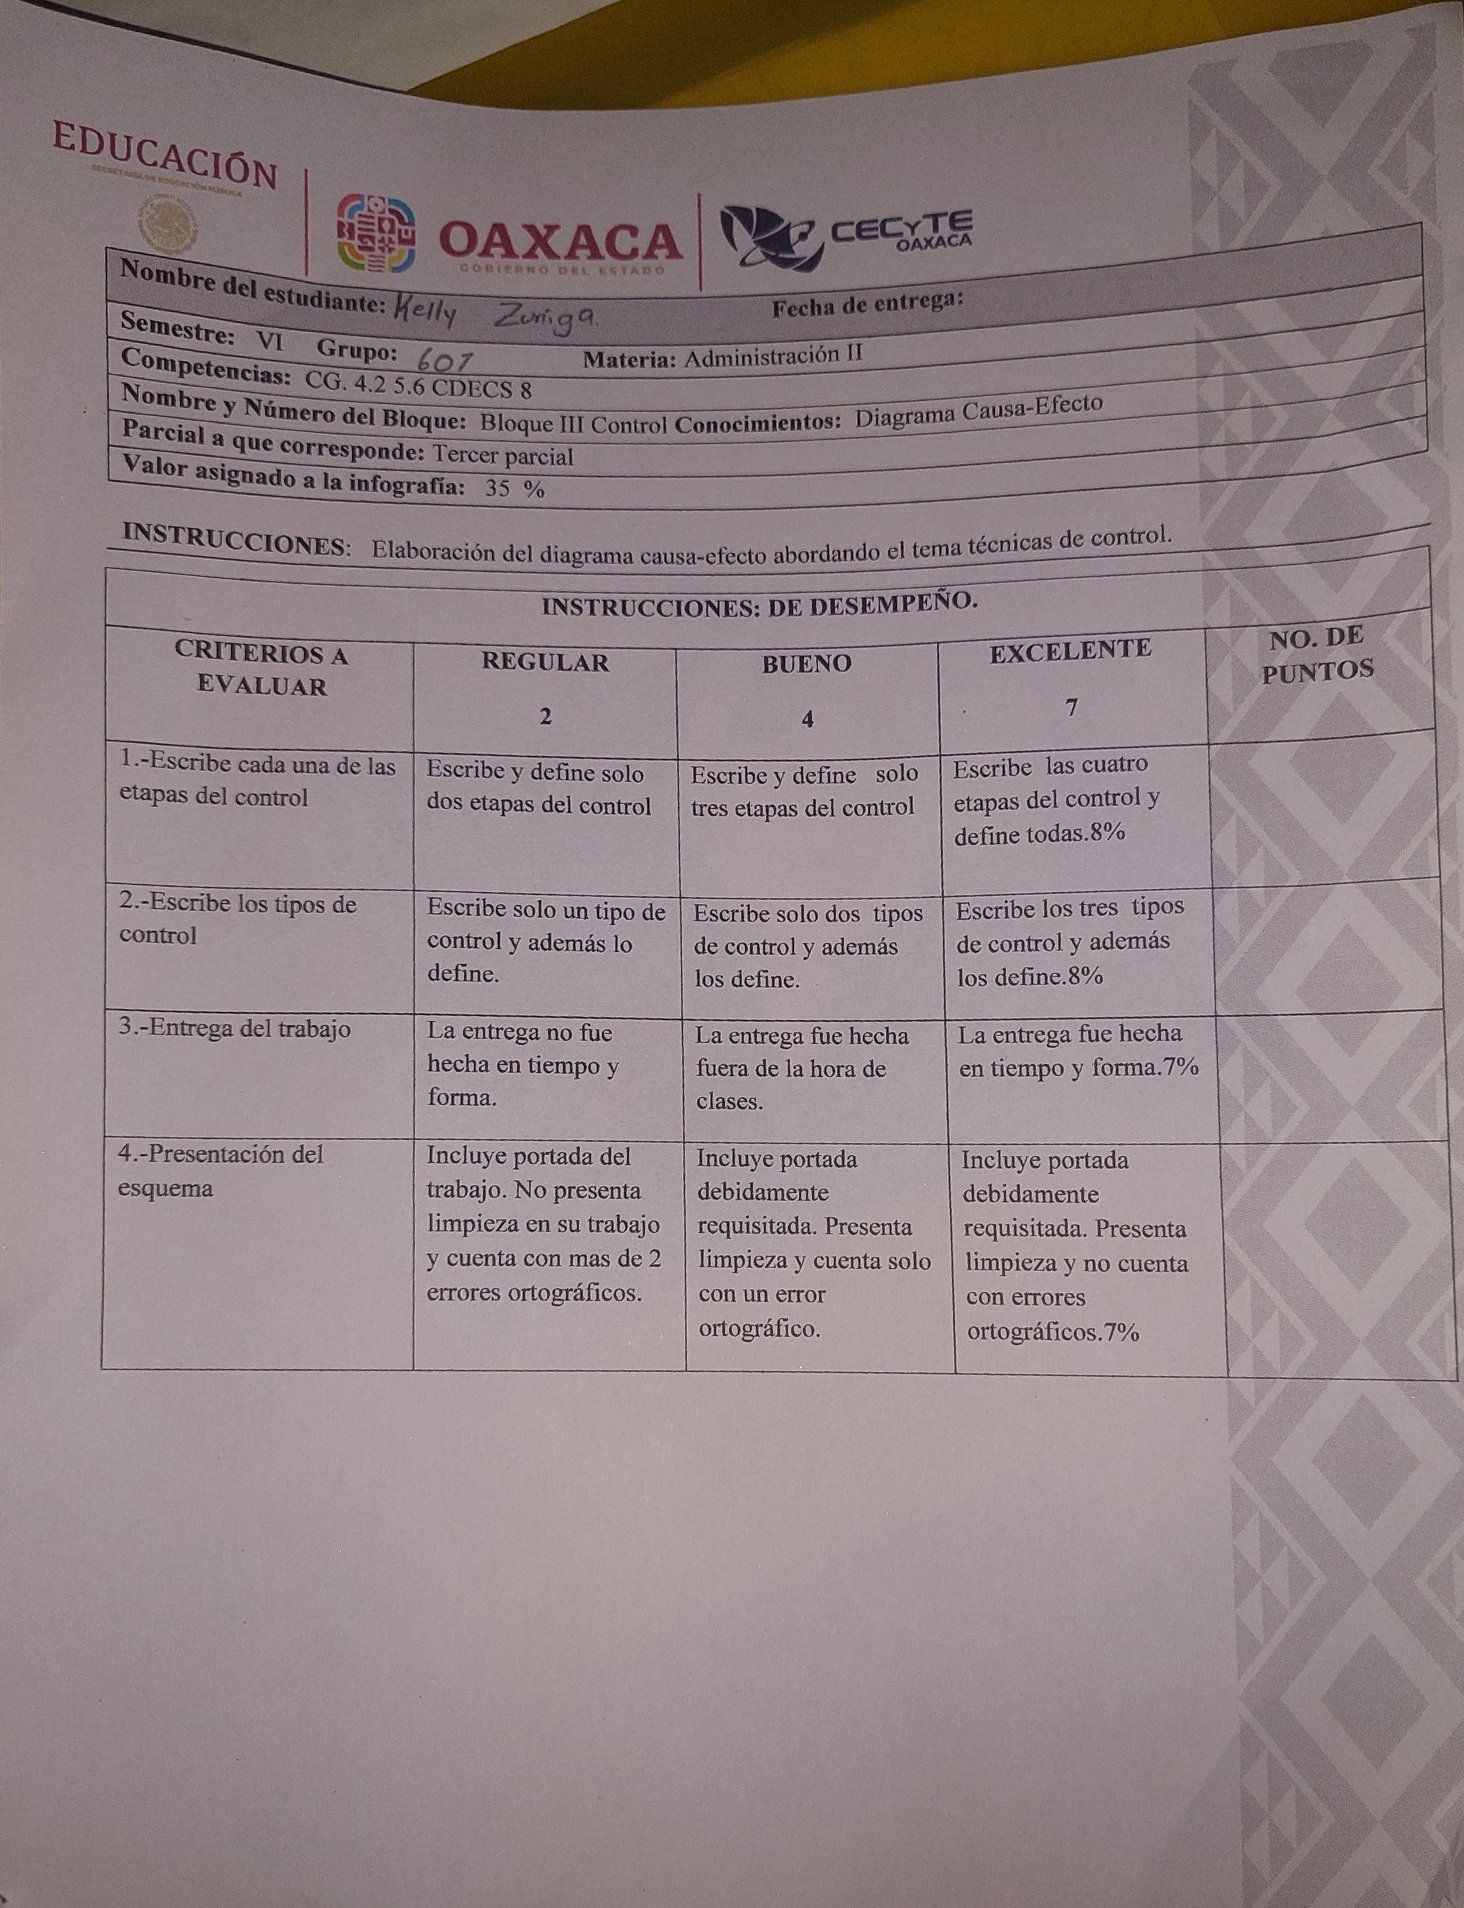 EDUCACIÓN
SECRETARÍA DE EDUCACIÓN PÚBLICA
OAXACA
GOBIERNO DEL ESTADO
CECyTE
OAXACA
Nombre del estudiante: Kelly Zuñiga. Fecha de entrega:
Semestre: VI Grupo: 601 Materia: Administración II
Competencias: CG. 4.2 5.6 CDECS 8
Nombre y Número del Bloque: Bloque III Control Conocimientos: Diagrama Causa-Efecto
Parcial a que corresponde: Tercer parcial
Valor asignado a la infografía: 35 %
INSTRUCCIONES: Elaboración del diagrama causa-efecto abordando el tema técnicas de control.
INSTRUCCIONES: DE DESEMPEÑO.
CRITERIOS A
EVALUAR
REGULAR
2
BUENO
4
EXCELENTE
7
NO. DE
PUNTOS
1.-Escribe cada una de las
etapas del control
Escribe y define solo
dos etapas del control
Escribe y define solo
tres etapas del control
Escribe las cuatro
etapas del control y
define todas.8%
2.-Escribe los tipos de
control
Escribe solo un tipo de
control y además lo
define.
Escribe solo dos tipos
de control y además
los define.
Escribe los tres tipos
de control y además
los define.8%
3.-Entrega del trabajo
La entrega no fue
hecha en tiempo y
forma.
La entrega fue hecha
fuera de la hora de
clases.
La entrega fue hecha
en tiempo y forma.7%
4.-Presentación del
esquema
Incluye portada del
trabajo. No presenta
limpieza en su trabajo
y cuenta con mas de 2
errores ortográficos.
Incluye portada
debidamente
requisitada. Presenta
limpieza y cuenta solo
con un error
ortográfico.
Incluye portada
debidamente
requisitada. Presenta
limpieza y no cuenta
con errores
ortográficos.7%